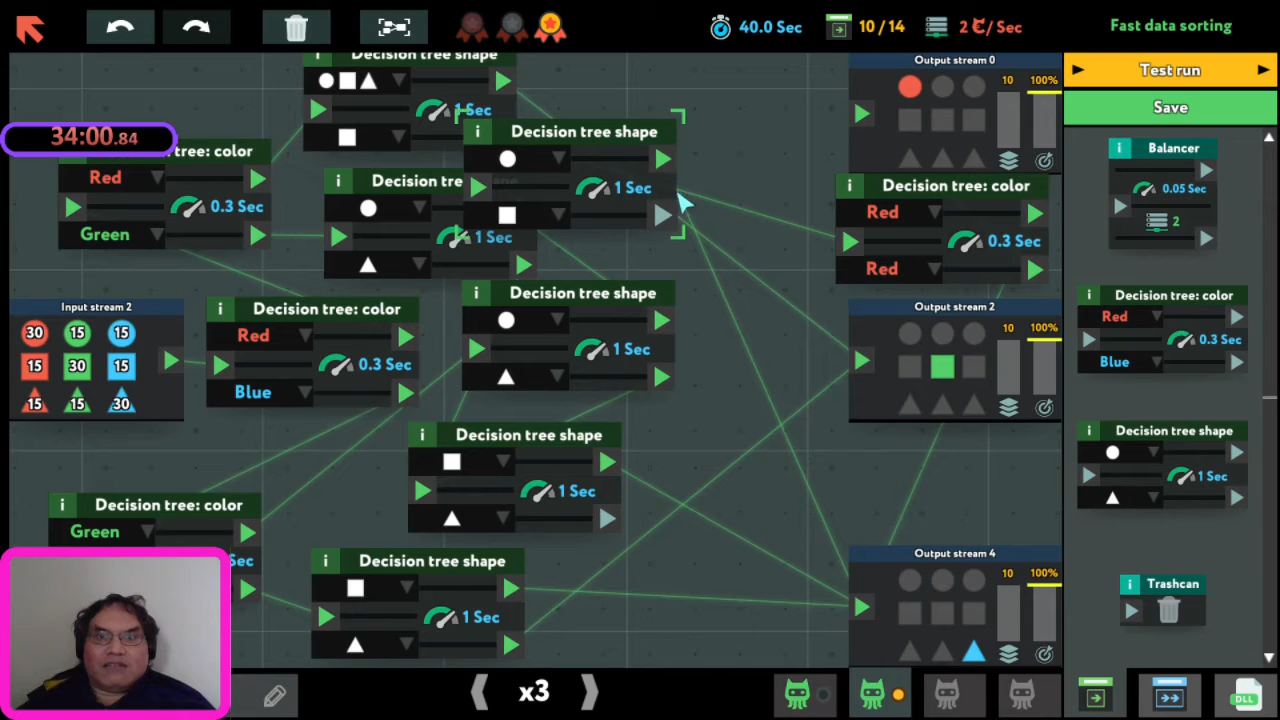 40.0 Sec
10 / 14
2 ₢/ Sec
Fast data sorting
Decision tree shape
1 Sec
34:00.84
tree: color
Red
0.3 Sec
Green
Decision tree
1 Sec
Decision tree shape
1 Sec
Output stream 0
10
100%
Decision tree: color
Red
0.3 Sec
Red
Test run
Save
i
Balancer
0.05 Sec
2
Input stream 2
30
15
15
15
30
15
15
15
30
i
Decision tree: color
Red
0.3 Sec
Blue
i
Decision tree shape
1 Sec
Output stream 2
10
100%
i
Decision tree: color
Red
0.3 Sec
Blue
i
Decision tree shape
1 Sec
i
Decision tree shape
1 Sec
i
Decision tree: color
Green
Sec
i
Decision tree shape
1 Sec
Output stream 4
10
100%
i
Trashcan
x3
DLL